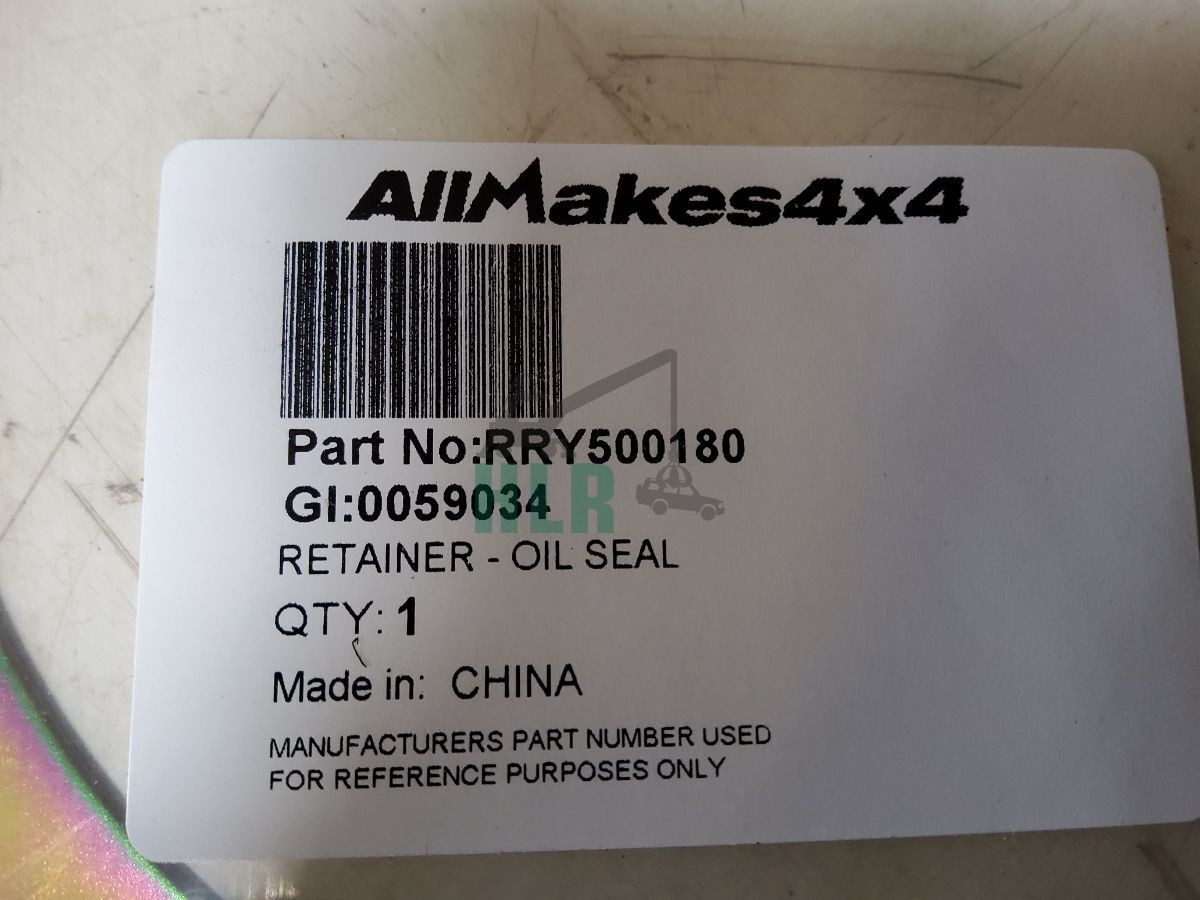 AllMakes4x4
Part No:RRY500180
GI:0059034
HLR
RETAINER - OIL SEAL
QTY: 1
Made in: CHINA
MANUFACTURERS PART NUMBER USED
FOR REFERENCE PURPOSES ONLY